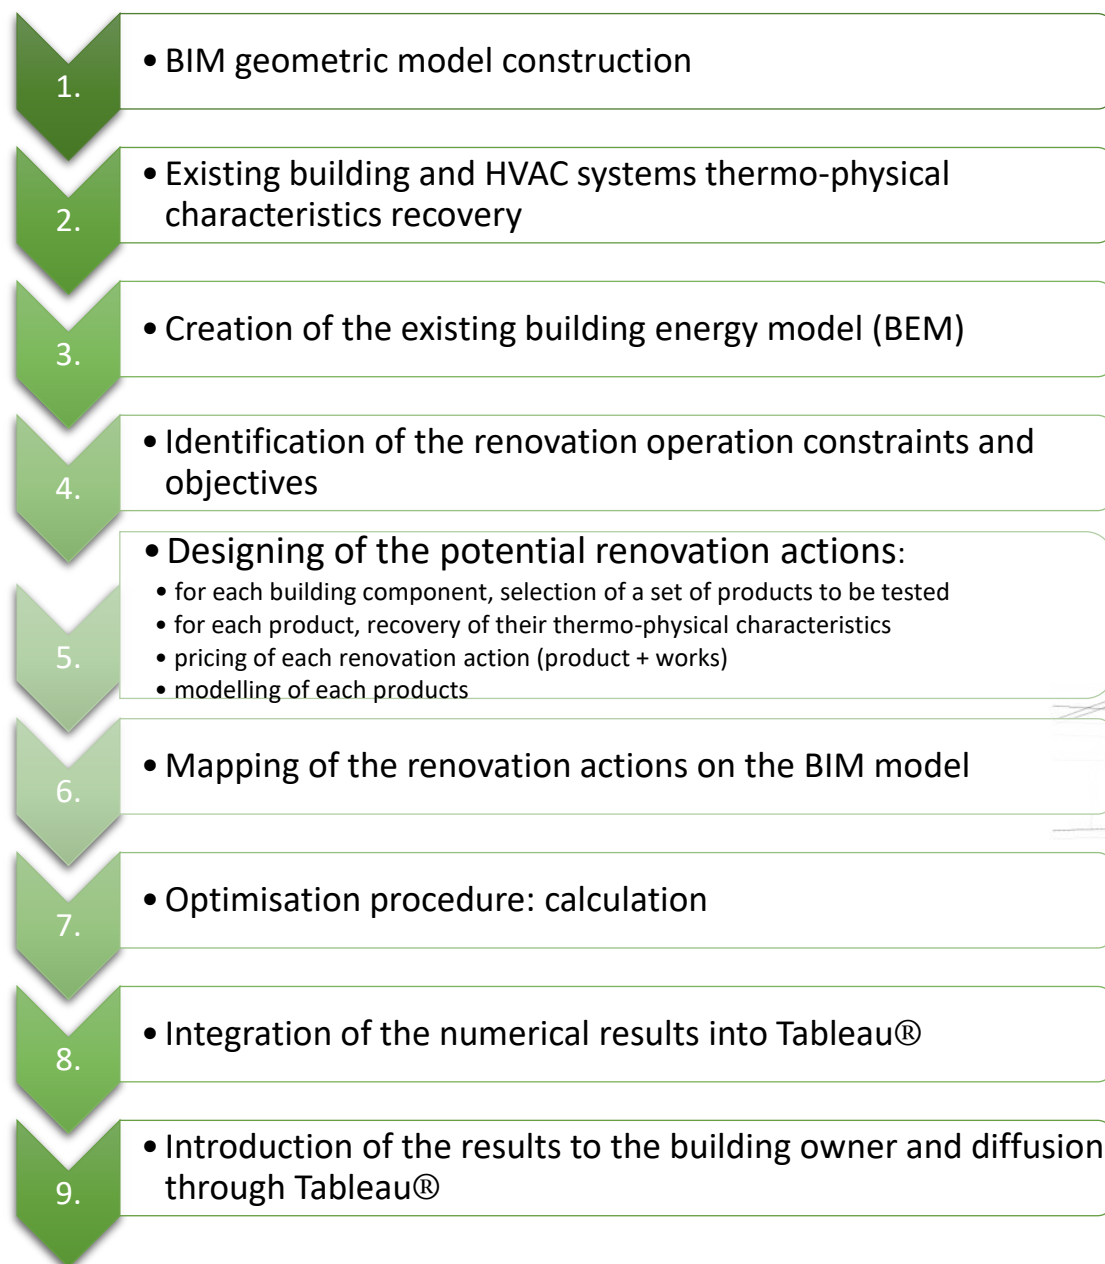 1.
• BIM geometric model construction
2.
• Existing building and HVAC systems thermo-physical
characteristics recovery
3.
• Creation of the existing building energy model (BEM)
4.
• Identification of the renovation operation constraints and
objectives
5.
• Designing of the potential renovation actions:
• for each building component, selection of a set of products to be tested
• for each product, recovery of their thermo-physical characteristics
• pricing of each renovation action (product + works)
• modelling of each products
6.
• Mapping of the renovation actions on the BIM model
7.
• Optimisation procedure: calculation
8.
• Integration of the numerical results into Tableau®
9.
• Introduction of the results to the building owner and diffusion
through Tableau®